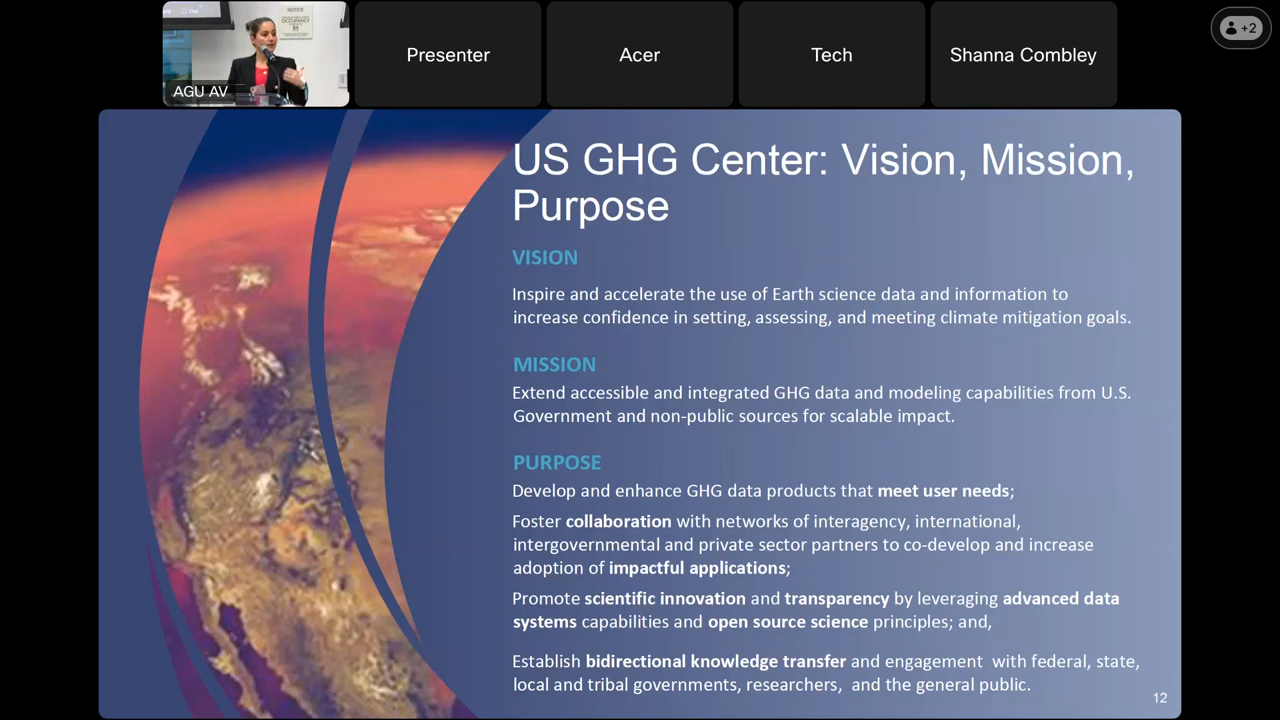 NOTICE
OCCUPANCY
AGU AV
Presenter
Acer
Tech
Shanna Combley
+2
US GHG Center: Vision, Mission,
Purpose
VISION
Inspire and accelerate the use of Earth science data and information to
increase confidence in setting, assessing, and meeting climate mitigation goals.
MISSION
Extend accessible and integrated GHG data and modeling capabilities from U.S.
Government and non-public sources for scalable impact.
PURPOSE
Develop and enhance GHG data products that meet user needs;
Foster collaboration with networks of interagency, international,
intergovernmental and private sector partners to co-develop and increase
adoption of impactful applications;
Promote scientific innovation and transparency by leveraging advanced data
systems capabilities and open source science principles; and,
Establish bidirectional knowledge transfer and engagement with federal, state,
local and tribal governments, researchers, and the general public.
12